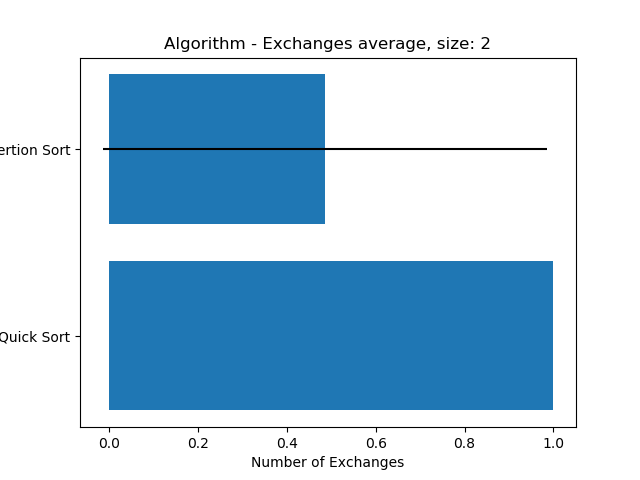 Algorithm - Exchanges average, size: 2
ertion Sort
Quick Sort
0.0 0.2 0.4 0.6 0.8 1.0
Number of Exchanges